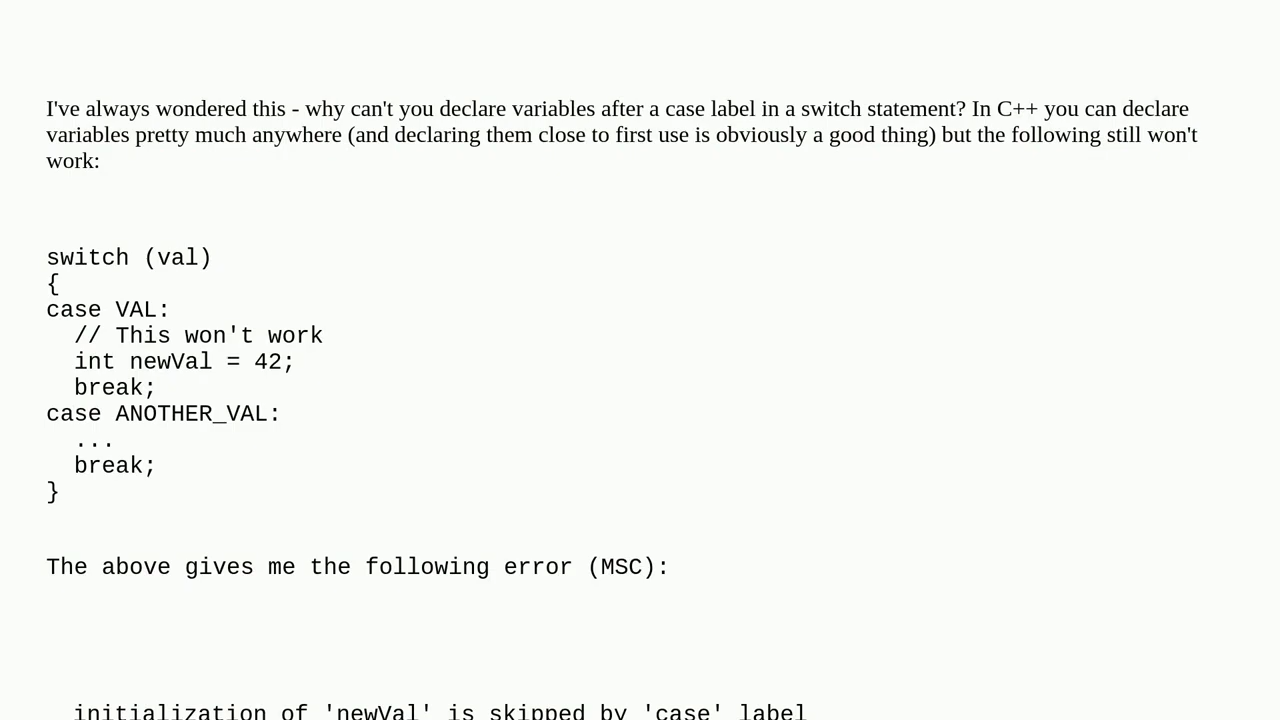 I've always wondered this - why can't you declare variables after a case label in a switch statement? In C++ you can declare
variables pretty much anywhere (and declaring them close to first use is obviously a good thing) but the following still won't
work:
switch (val)
{
case VAL:
  // This won't work
  int newVal = 42;
  break;
case ANOTHER_VAL:
  ...
  break;
}
The above gives me the following error (MSC):
initialization of 'newVal' is skipped by 'case' label